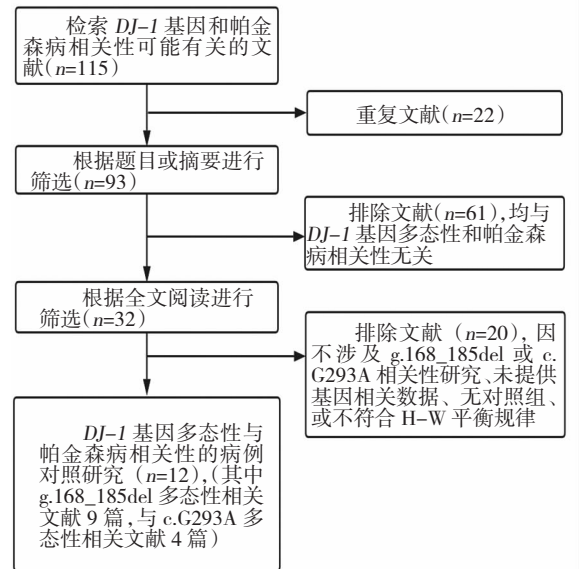 检索 DJ-1 基因和帕金
森病相关性可能有关的文
献(n=115)
重复文献(n=22)
根据题目或摘要进行
筛选(n=93)
排除文献(n=61),均与
DJ-1 基因多态性和帕金森
病相关性无关
根据全文阅读进行
筛选(n=32)
排除文献 (n=20), 因
不涉及 g.168_185del 或 c.
G293A 相关性研究、未提供
基因相关数据、无对照组、
或不符合 H-W 平衡规律
DJ-1 基因多态性与
帕金森病相关性的病例
对照研究 (n=12),(其中
g.168_185del 多态性相关
文献 9 篇,与 c.G293A 多
态性相关文献 4 篇)